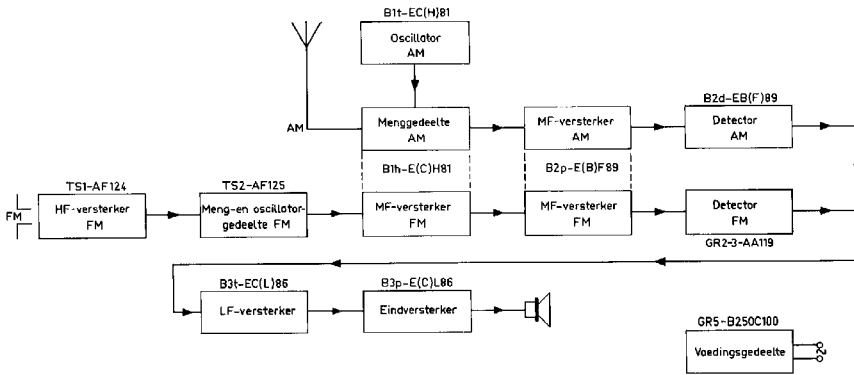 B1t-EC(H)81
Oscillator
AM
AM
Menggedeelte
AM
MF-versterker
AM
B2d-EB(F)89
Detector
AM
B1h-E(C)H81
B2p-E(B)F89
FM
TS1-AF124
HF-versterker
FM
TS2-AF125
Meng-en oscillator-
gedeelte FM
MF-versterker
FM
MF-versterker
FM
Detector
FM
GR2-3-AA119
B3t-EC(L)86
LF-versterker
B3p-E(C)L86
Eindversterker
GR5-B250C100
Voedingsgedeelte